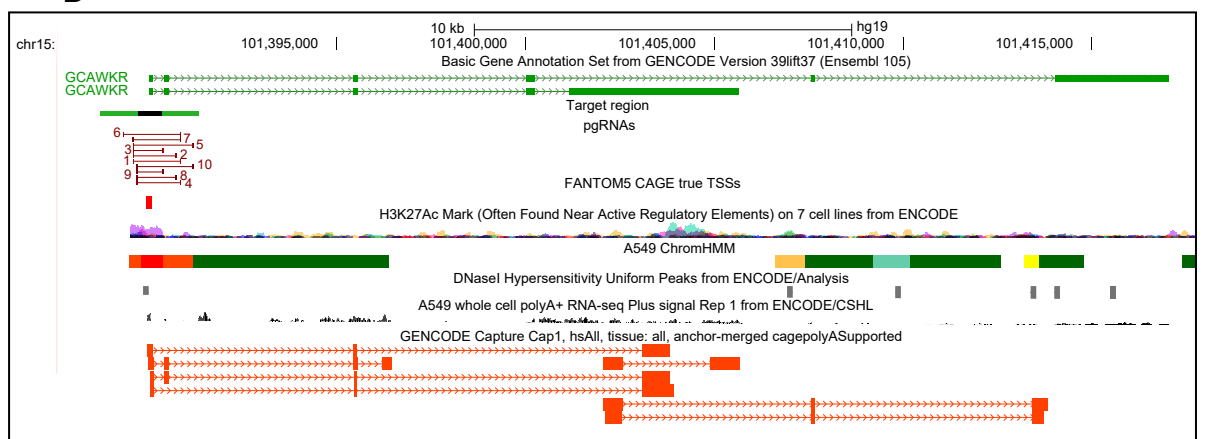 10 kb hg19
chr15: 101,395,000 101,400,000 101,405,000 101,410,000 101,415,000
Basic Gene Annotation Set from GENCODE Version 39lift37 (Ensembl 105)
GCAWKR
GCAWKR
Target region
pgRNAs
6 7
5
3 2
1
10
9 8
4
FANTOM5 CAGE true TSSs
H3K27Ac Mark (Often Found Near Active Regulatory Elements) on 7 cell lines from ENCODE
A549 ChromHMM
DNaseI Hypersensitivity Uniform Peaks from ENCODE/Analysis
A549 whole cell polyA+ RNA-seq Plus signal Rep 1 from ENCODE/CSHL
GENCODE Capture Cap1, hsAll, tissue: all, anchor-merged cagepolyASupported